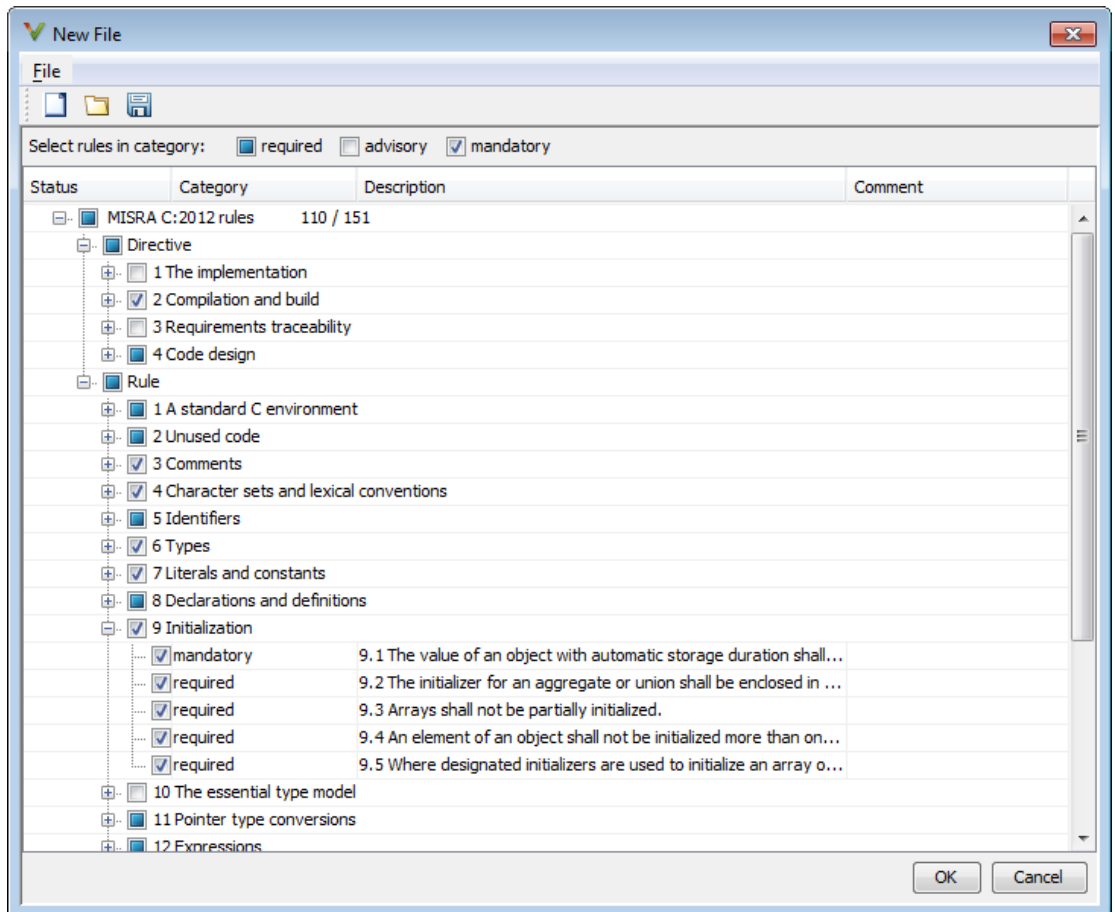 New File
File
Select rules in category: required advisory mandatory
Status Category Description Comment
MISRA C:2012 rules 110 / 151
Directive
1 The implementation
2 Compilation and build
3 Requirements traceability
4 Code design
Rule
1 A standard C environment
2 Unused code
3 Comments
4 Character sets and lexical conventions
5 Identifiers
6 Types
7 Literals and constants
8 Declarations and definitions
9 Initialization
mandatory 9.1 The value of an object with automatic storage duration shall...
required 9.2 The initializer for an aggregate or union shall be enclosed in ...
required 9.3 Arrays shall not be partially initialized.
required 9.4 An element of an object shall not be initialized more than on...
required 9.5 Where designated initializers are used to initialize an array o...
10 The essential type model
11 Pointer type conversions
12 Expressions
OK Cancel